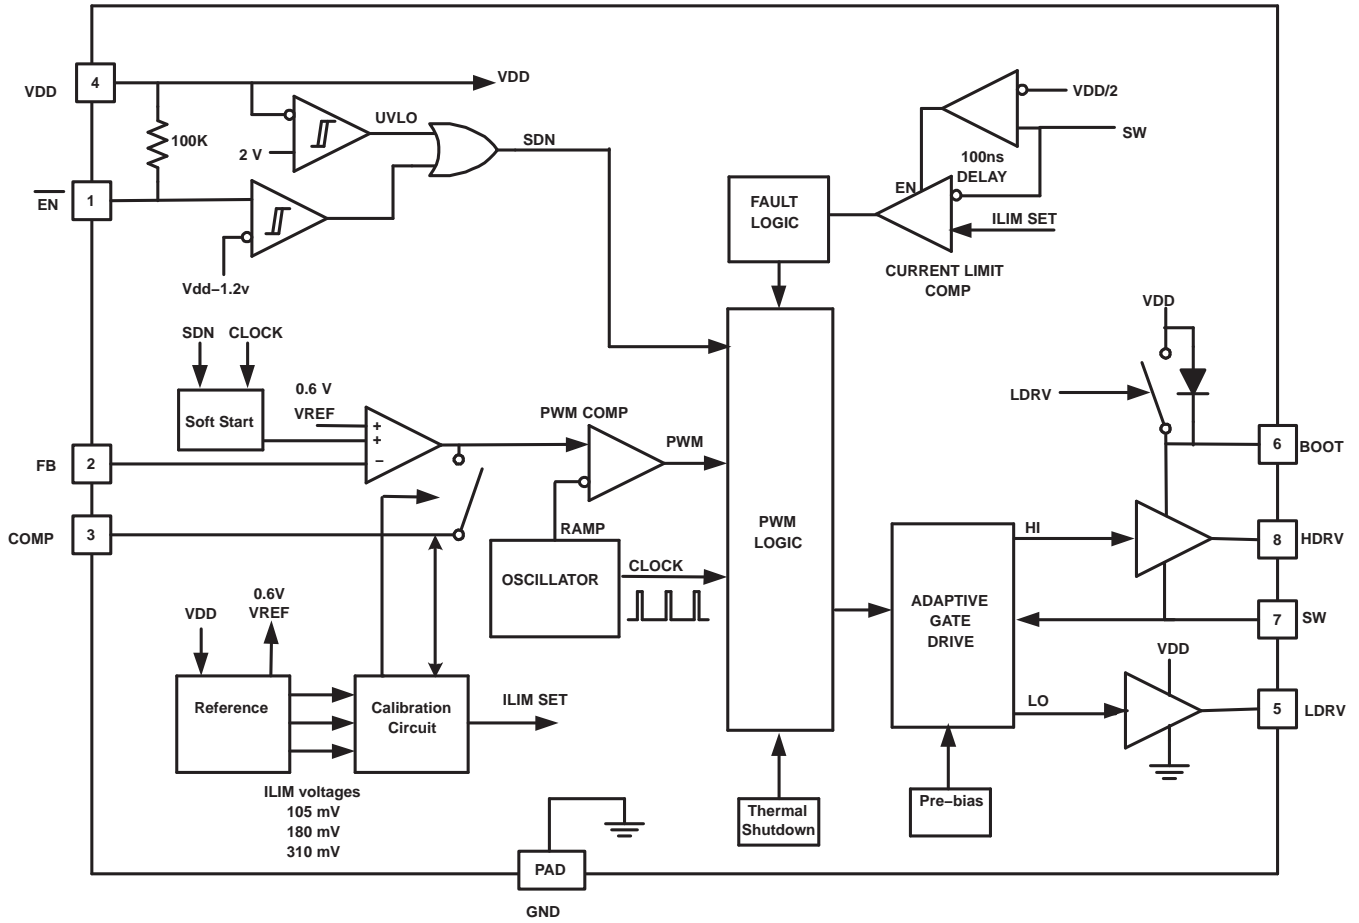 VDD
4
VDD
100K
UVLO
2 V
SDN
EN
1
Vdd–1.2v
VDD/2
SW
100ns
DELAY
EN
ILIM SET
CURRENT LIMIT
COMP
FAULT
LOGIC
SDN
CLOCK
Soft Start
0.6 V
VREF
+
+
–
FB
2
COMP
3
PWM COMP
PWM
RAMP
OSCILLATOR
CLOCK
PWM
LOGIC
VDD
LDRV
6
BOOT
HI
8
HDRV
ADAPTIVE
GATE
DRIVE
7
SW
VDD
LO
5
LDRV
VDD
0.6V
VREF
Reference
Calibration
Circuit
ILIM SET
ILIM voltages
105 mV
180 mV
310 mV
Thermal
Shutdown
Pre–bias
PAD
GND